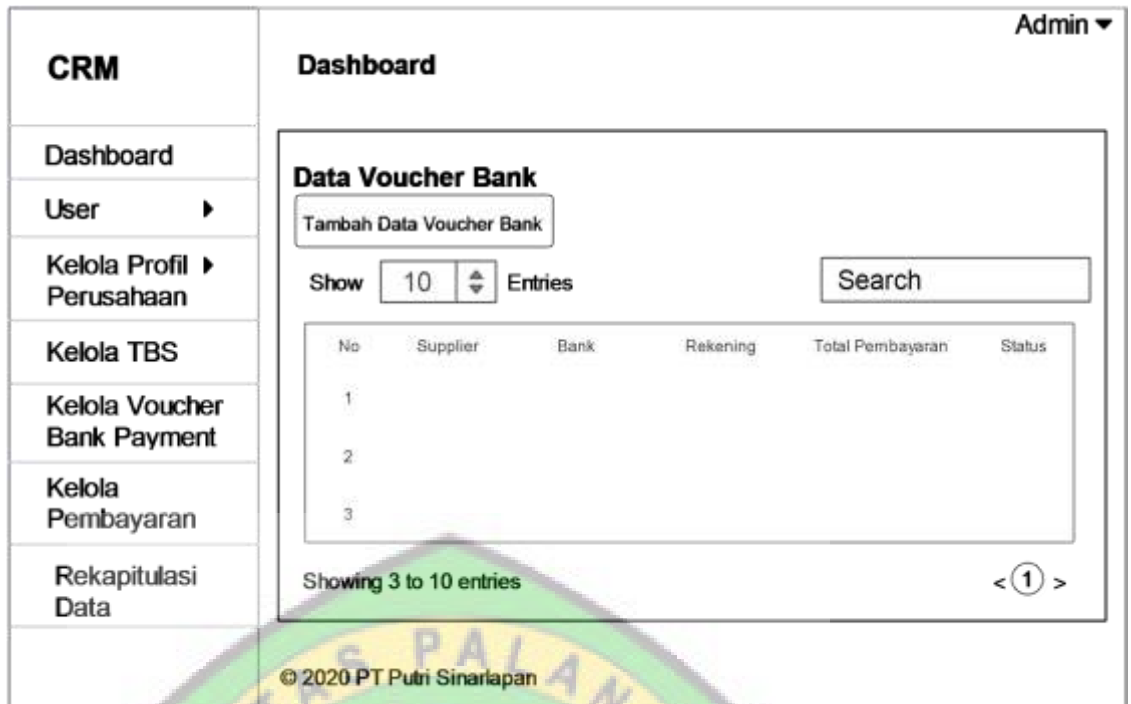 Admin
CRM
Dashboard
Dashboard
User
Kelola Profil
Perusahaan
Kelola TBS
Kelola Voucher
Bank Payment
Kelola
Pembayaran
Rekapitulasi
Data
Data Voucher Bank
Tambah Data Voucher Bank
Show 10 Entries
Search
No Supplier Bank Rekening Total Pembayaran Status
1
2
3
Showing 3 to 10 entries
< 1 >
© 2020 PT Putri Sinarlapan
AS PALAN